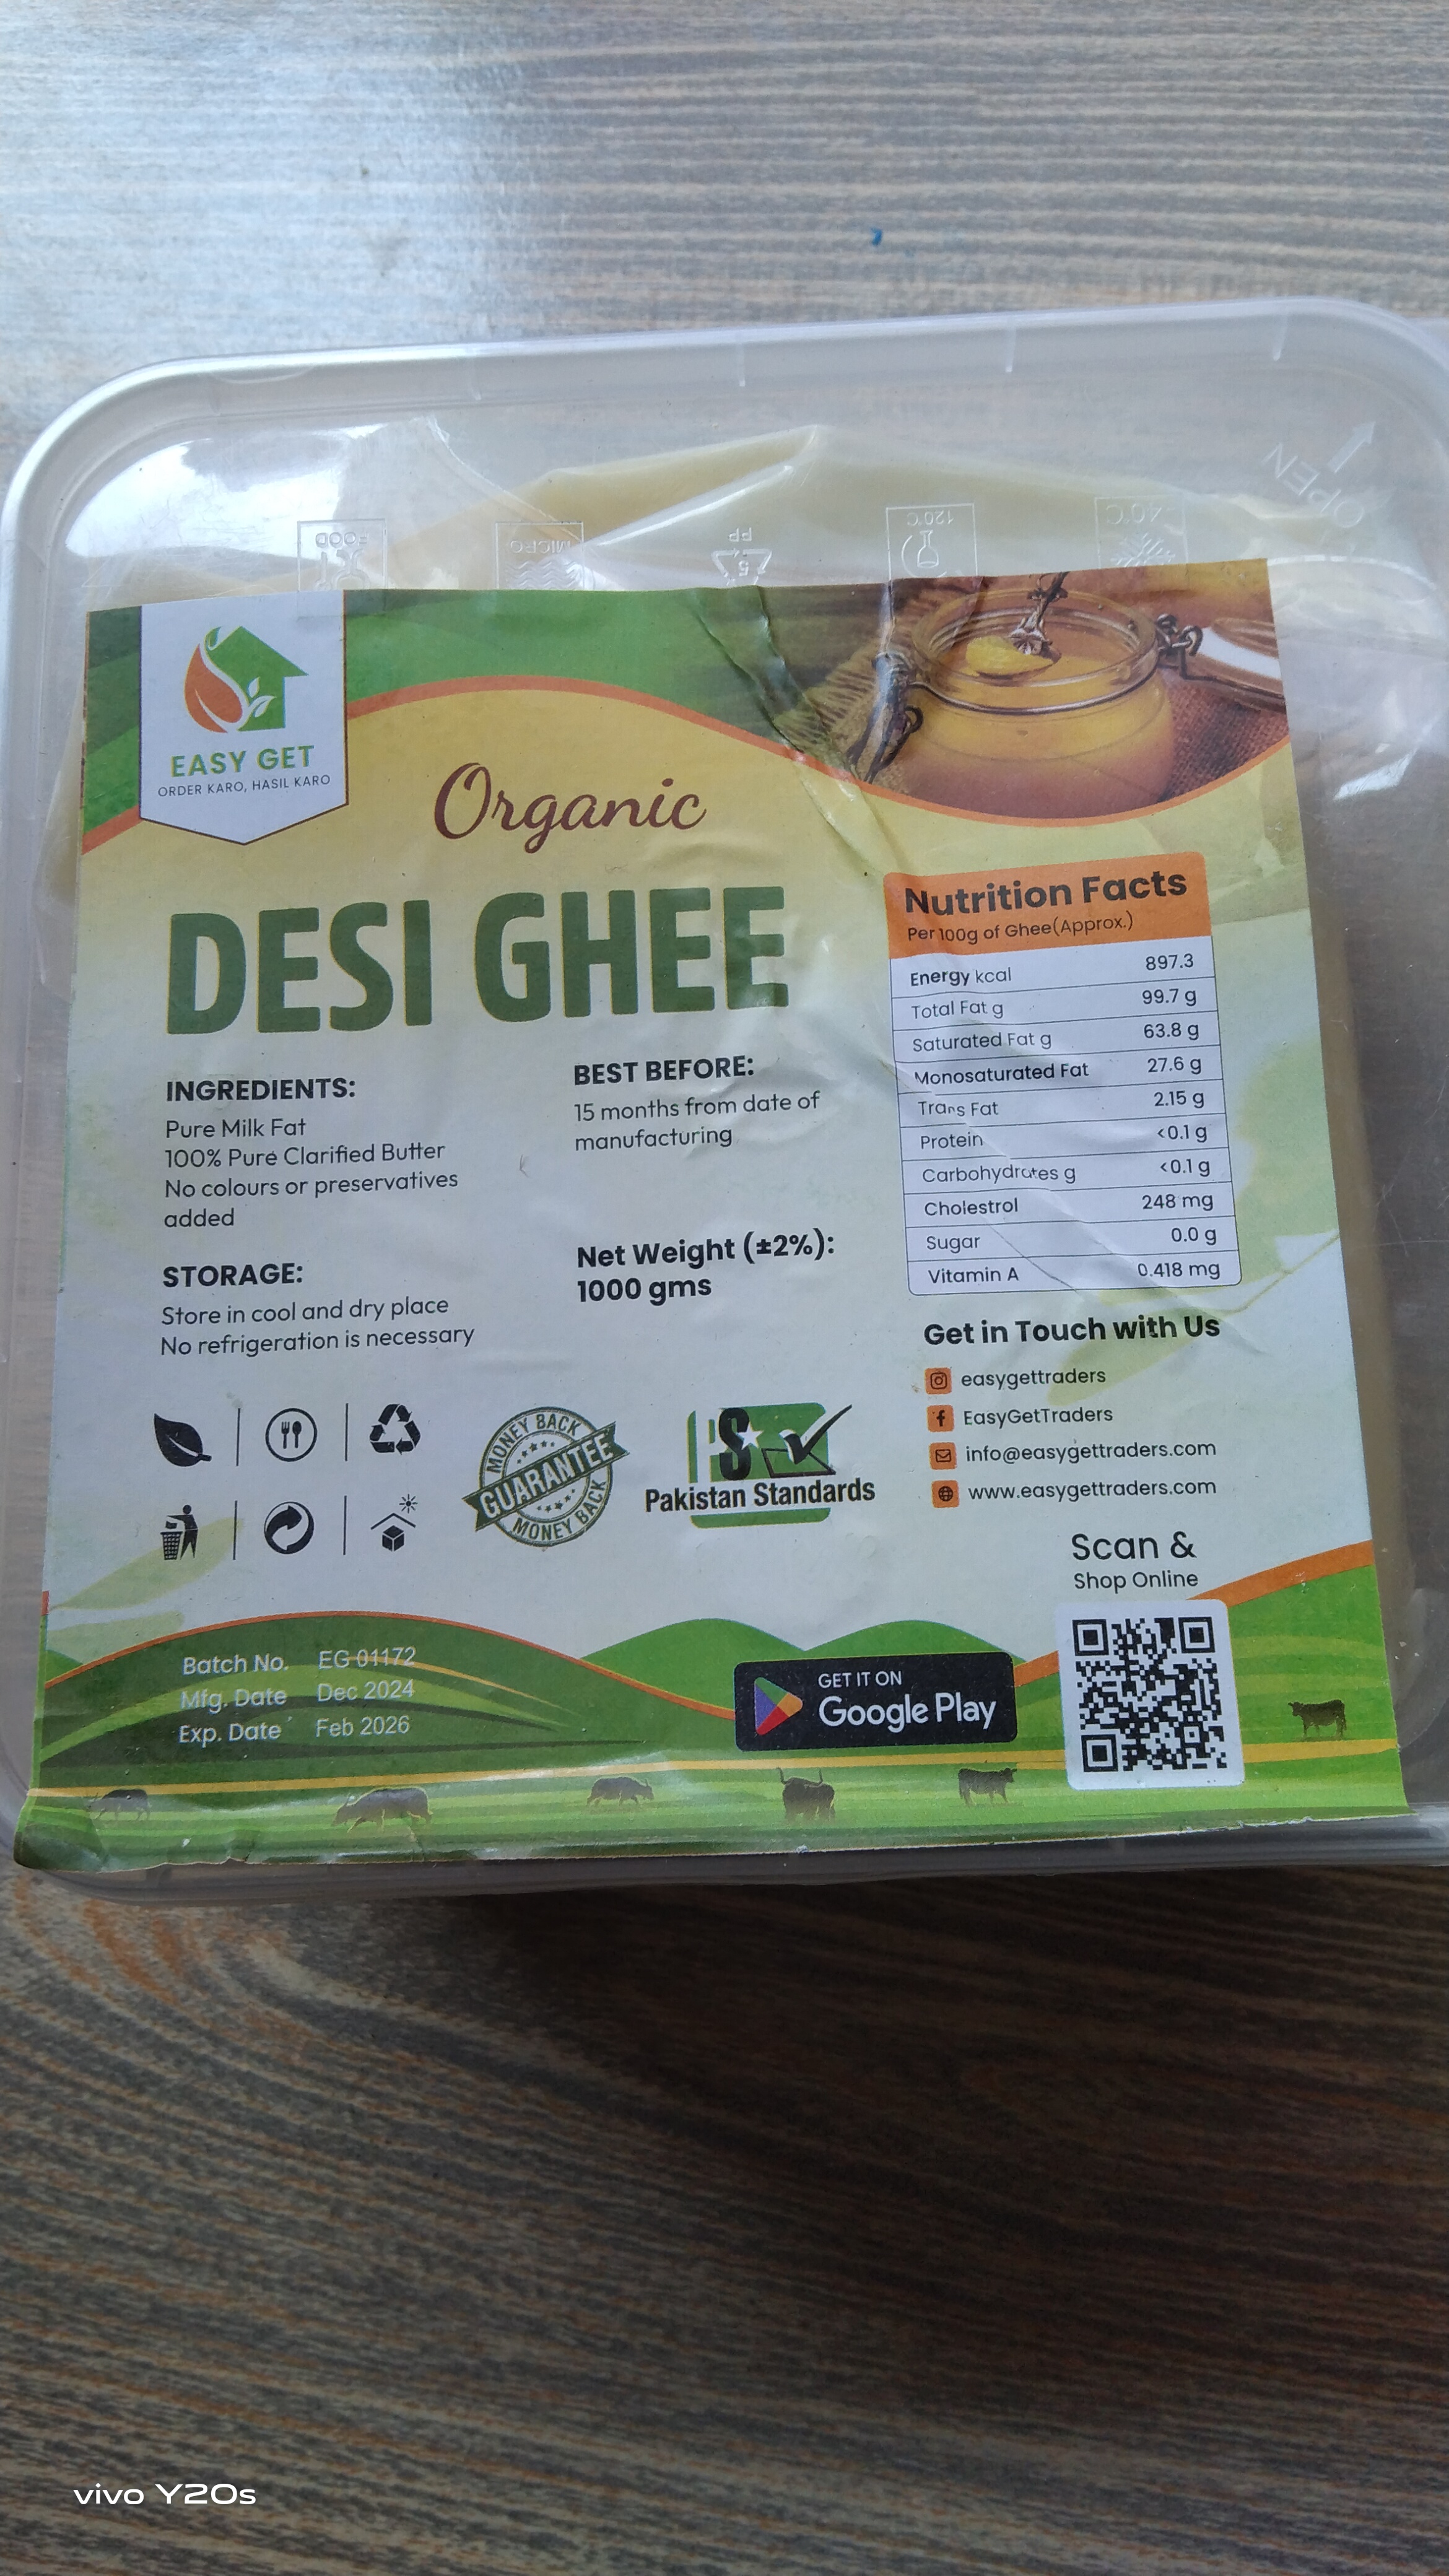 FOOD
MICRO
PP
5
120°C
-40°C
OPEN
EASY GET
ORDER KARO, HASIL KARO
Organic
DESI GHEE
INGREDIENTS:
Pure Milk Fat
100% Pure Clarified Butter
No colours or preservatives
added
STORAGE:
Store in cool and dry place
No refrigeration is necessary
BEST BEFORE:
15 months from date of
manufacturing
Net Weight (±2%):
1000 gms
Nutrition Facts
Per 100g of Ghee(Approx.)
Energy kcal 897.3
Total Fat g 99.7 g
Saturated Fat g 63.8 g
Monosaturated Fat 27.6 g
Trans Fat 2.15 g
Protein <0.1 g
Carbohydrates g <0.1 g
Cholestrol 248 mg
Sugar 0.0 g
Vitamin A 0.418 mg
Get in Touch with Us
easygettraders
EasyGetTraders
info@easygettraders.com
www.easygettraders.com
MONEY BACK
GUARANTEE
MONEY BACK
PS
Pakistan Standards
Scan &
Shop Online
Batch No. EG 01172
Mfg. Date Dec 2024
Exp. Date Feb 2026
GET IT ON
Google Play
vivo Y20s